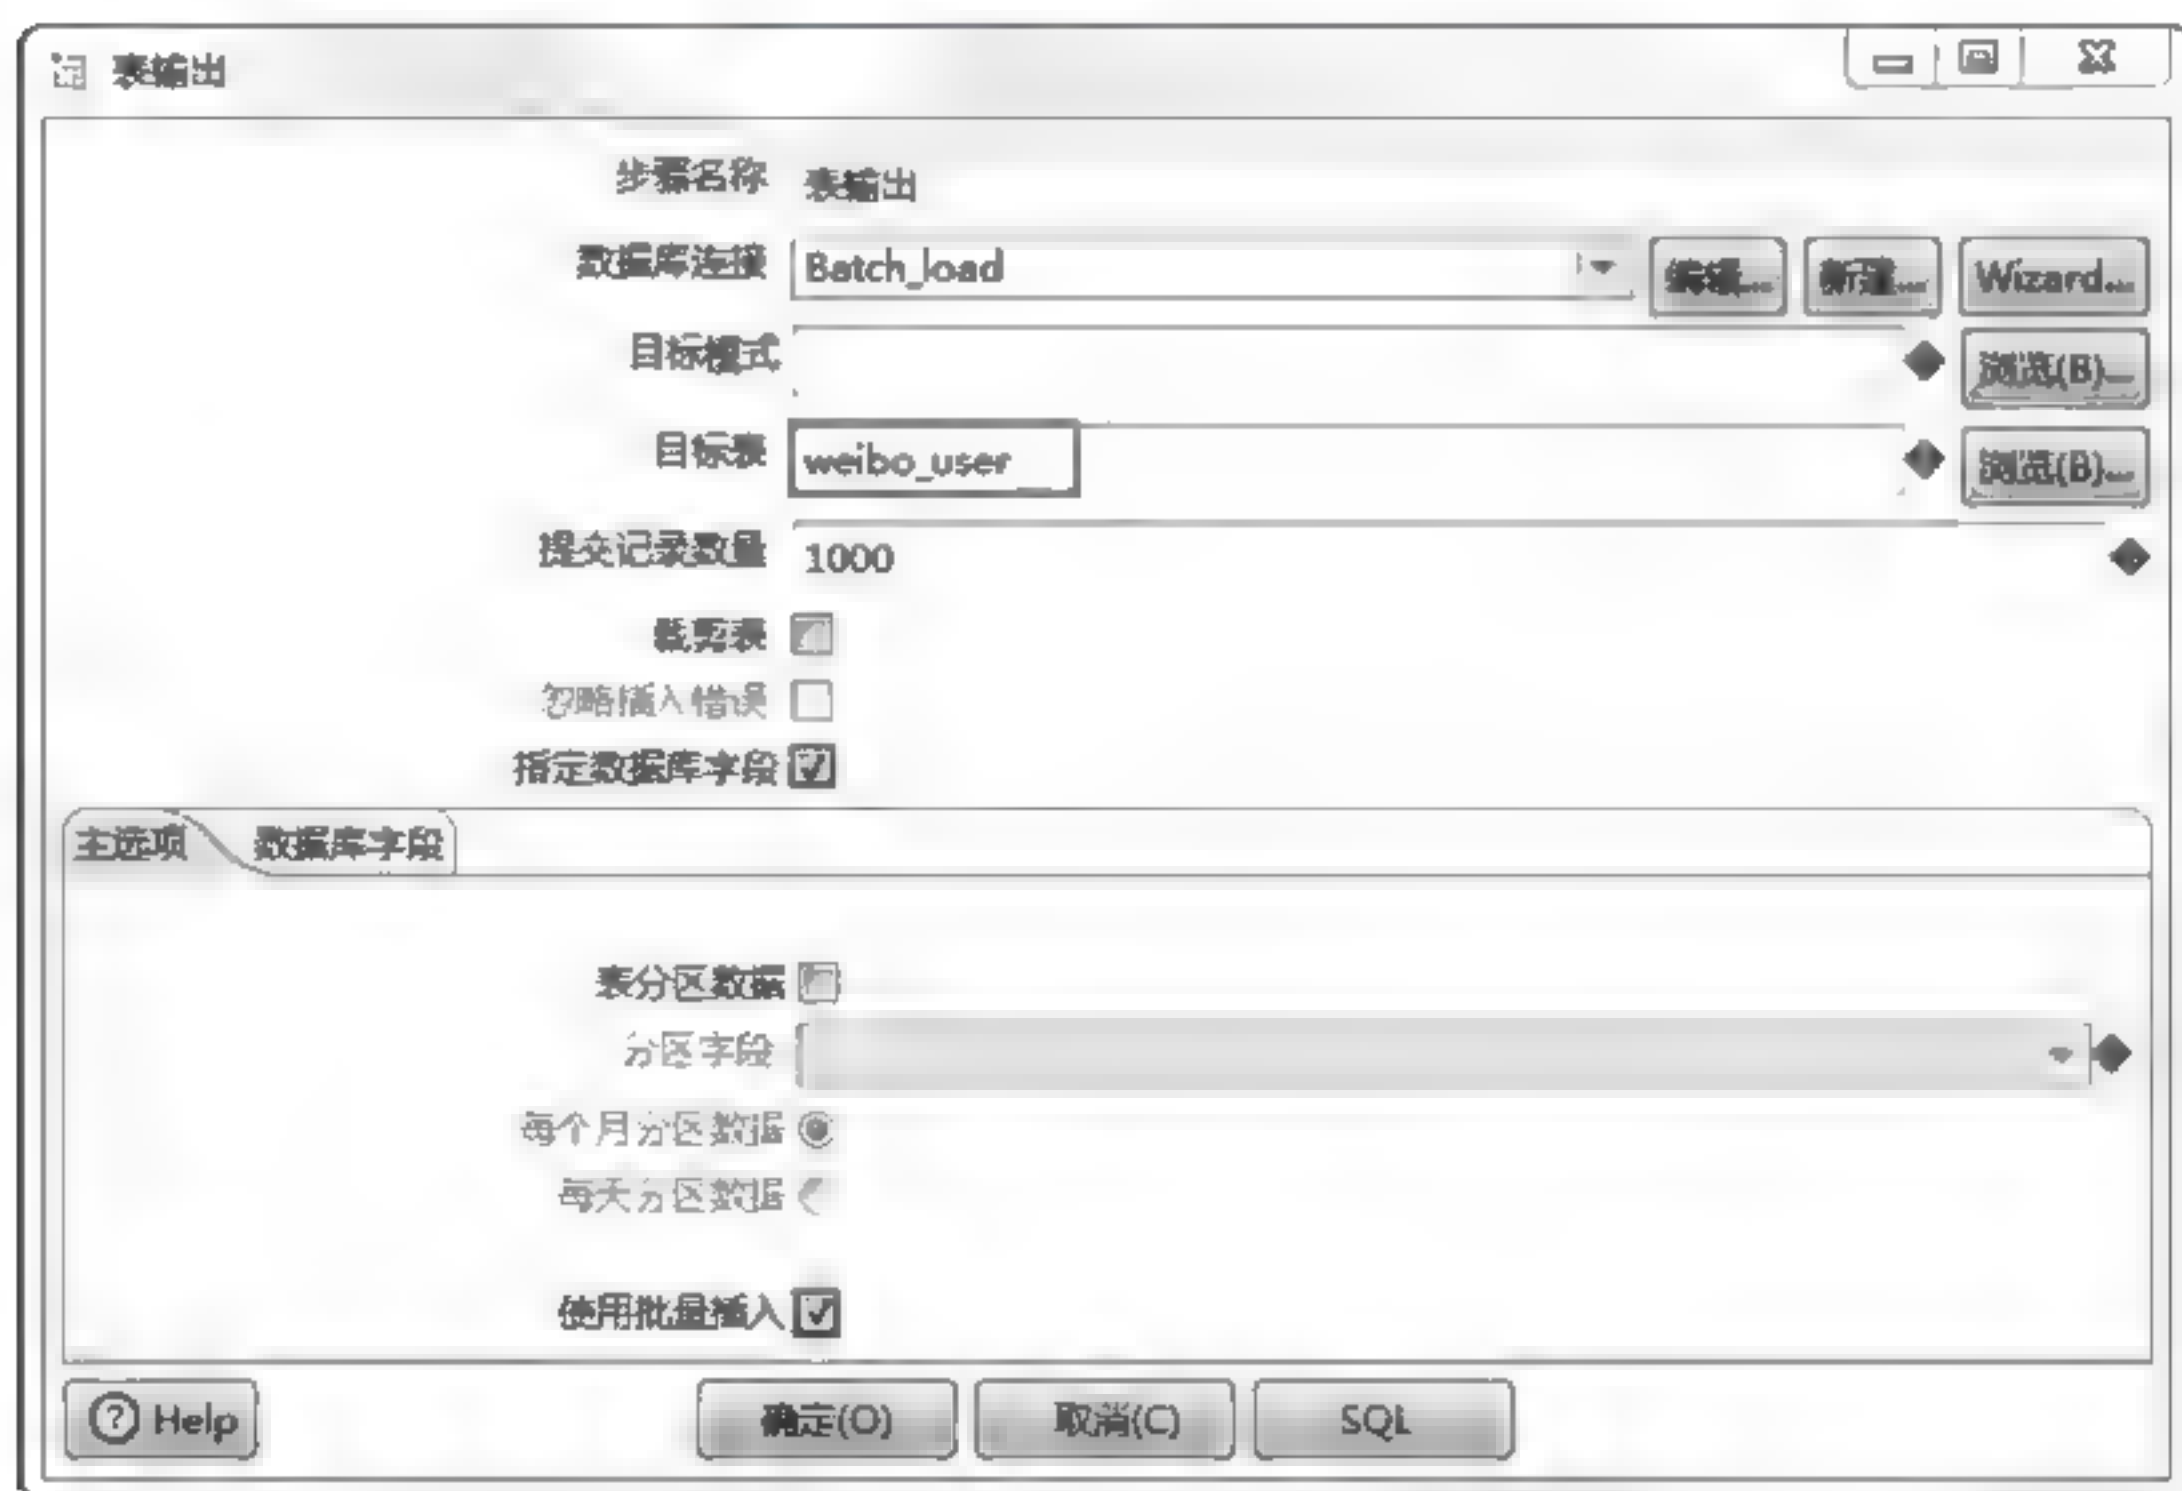 表输出
步骤名称 表输出
数据库连接 Batch_load 编辑... 新建... Wizard...
目标模式 浏览(B)...
目标表 weibo_user 浏览(B)...
提交记录数量 1000
裁剪表
忽略插入错误
指定数据库字段
主选项 数据库字段
表分区数据
分区字段
每个月分区数据
每天分区数据
使用批量插入
Help 确定(O) 取消(C) SQL